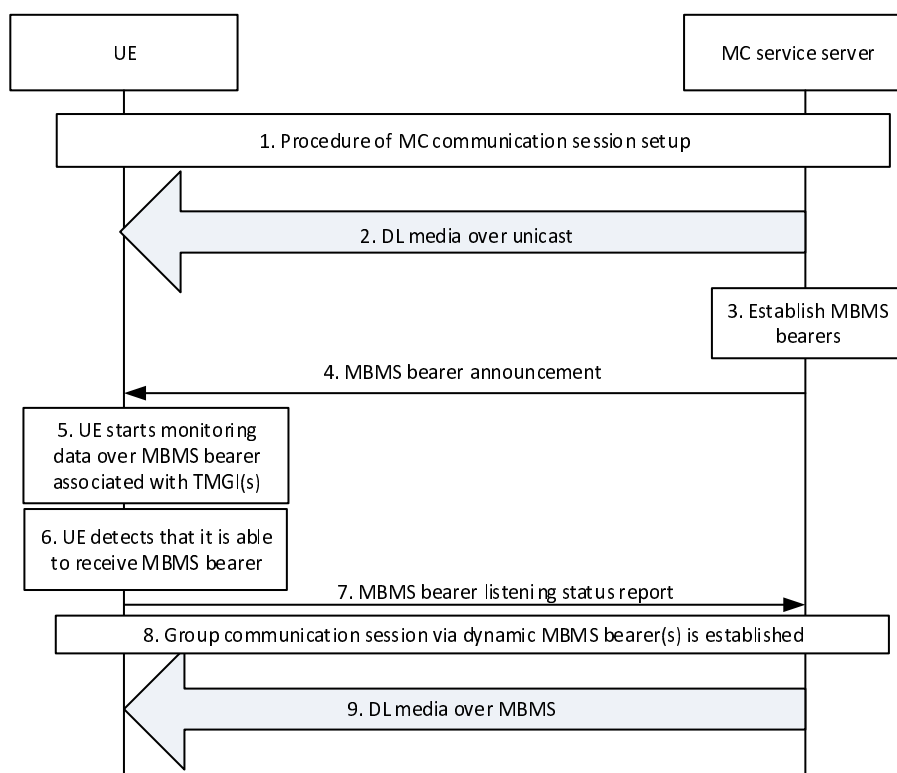 UE
MC service server
1. Procedure of MC communication session setup
2. DL media over unicast
3. Establish MBMS
bearers
4. MBMS bearer announcement
5. UE starts monitoring
data over MBMS bearer
associated with TMGI(s)
6. UE detects that it is able
to receive MBMS bearer
7. MBMS bearer listening status report
8. Group communication session via dynamic MBMS bearer(s) is established
9. DL media over MBMS